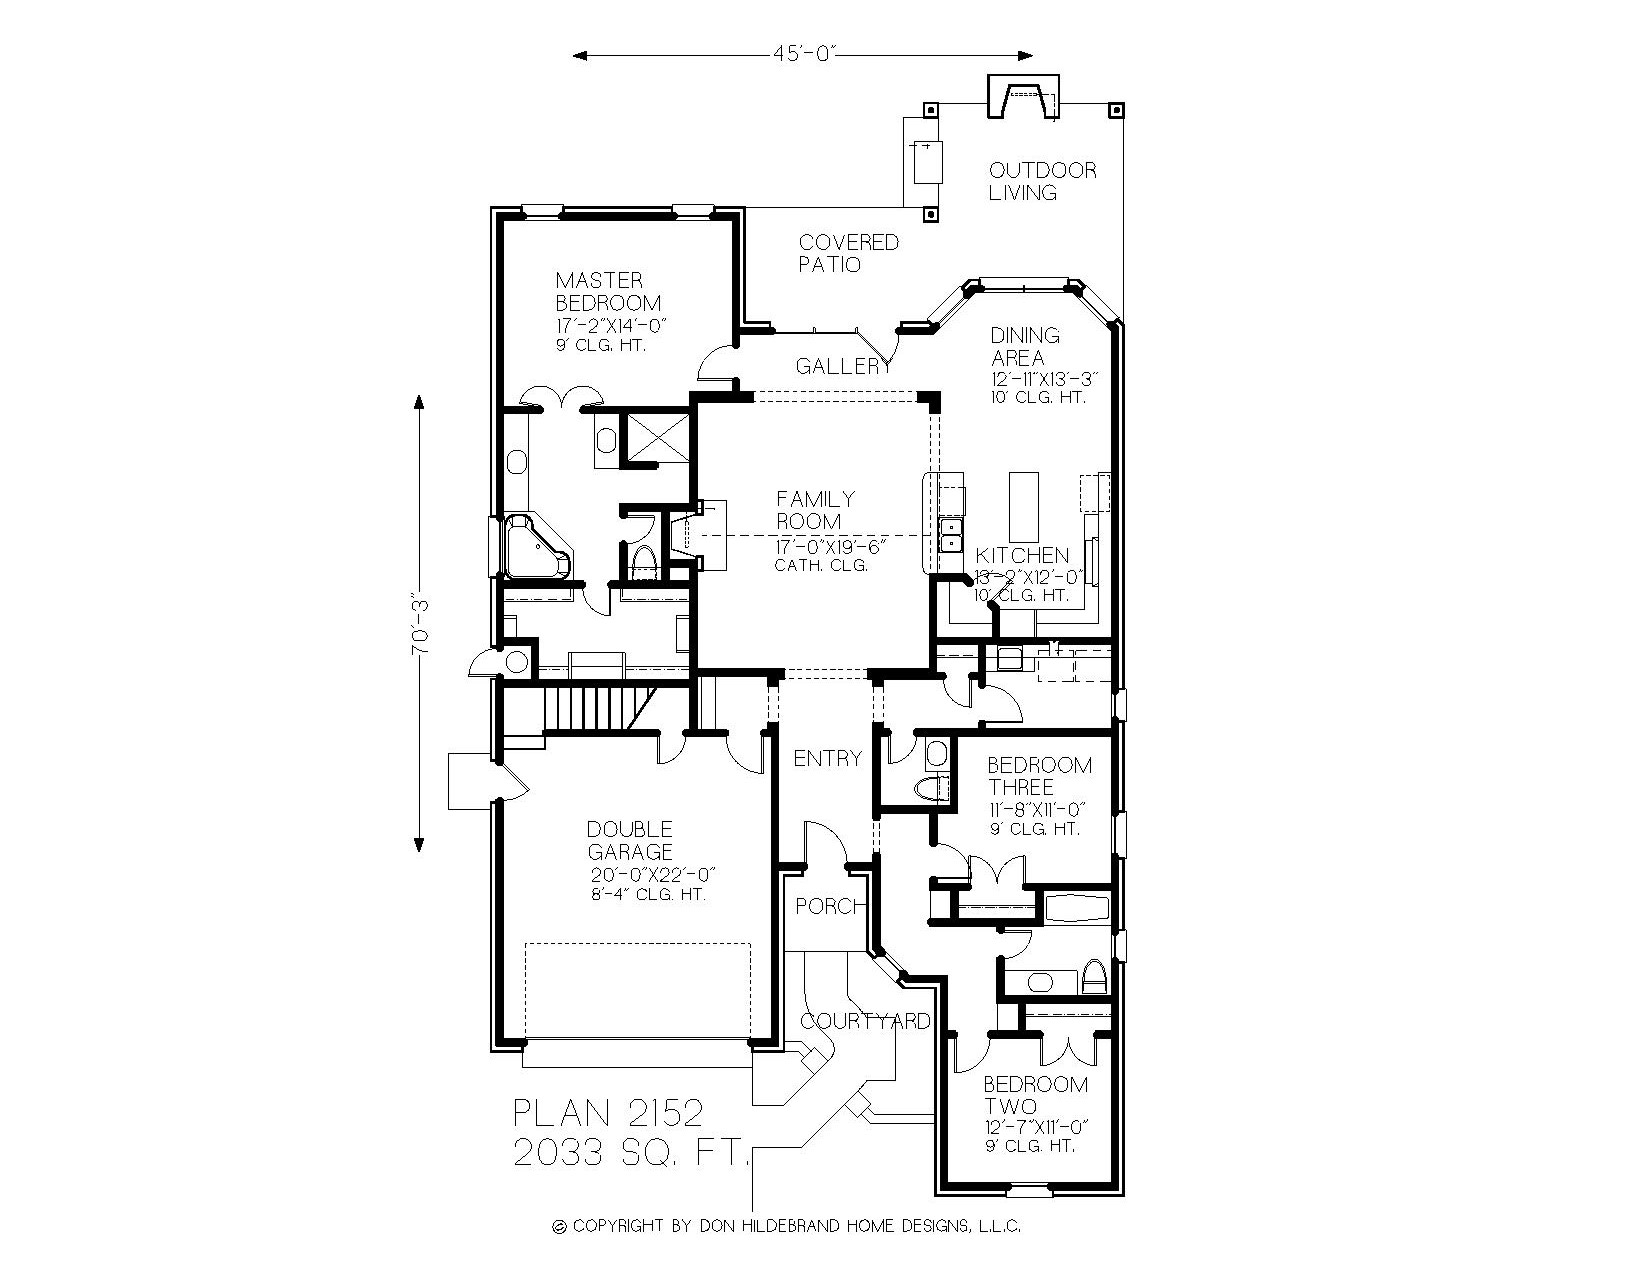 45'-0"
OUTDOOR
LIVING
COVERED
PATIO
MASTER
BEDROOM
17'-2"X14'-0"
9' CLG. HT.
GALLERY
DINING
AREA
12'-11"X13'-3"
10' CLG. HT.
FAMILY
ROOM
17'-0"X19'-6"
CATH. CLG.
KITCHEN
13'-2"X12'-0"
10' CLG. HT.
70'-3"
ENTRY
BEDROOM
THREE
11'-8"X11'-0"
9' CLG. HT.
DOUBLE
GARAGE
20'-0"X22'-0"
8'-4" CLG. HT.
PORCH
COURTYARD
BEDROOM
TWO
12'-7"X11'-0"
9' CLG. HT.
PLAN 2152
2033 SQ. FT.
© COPYRIGHT BY DON HILDEBRAND HOME DESIGNS, L.L.C.